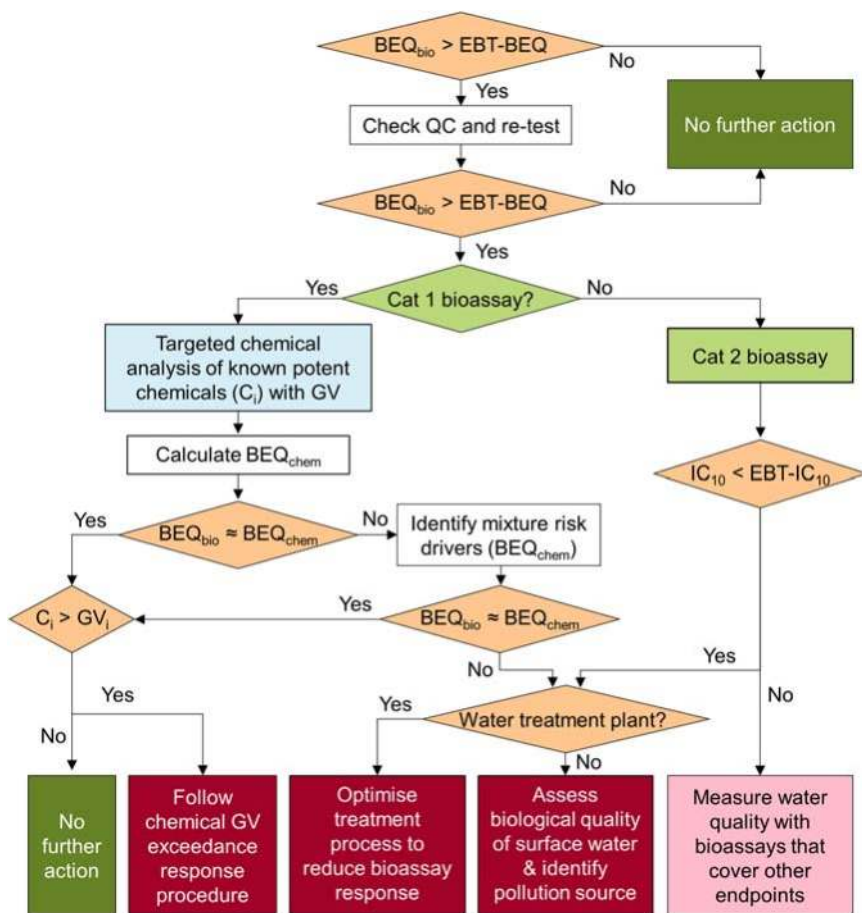 BEQbio > EBT-BEQ
No
Yes
No further action
Check QC and re-test
No
BEQbio > EBT-BEQ
Yes
Yes
Cat 1 bioassay?
No
Targeted chemical
analysis of known potent
chemicals (Ci) with GV
Cat 2 bioassay
Calculate BEQchem
IC10 < EBT-IC10
Yes
BEQbio ≈ BEQchem
No
Identify mixture risk
drivers (BEQchem)
Ci > GVi
Yes
BEQbio ≈ BEQchem
No
Yes
Yes
No
Yes
Water treatment plant?
No
No
No
further
action
Follow
chemical GV
exceedance
response
procedure
Optimise
treatment
process to
reduce bioassay
response
Assess
biological quality
of surface water
& identify
pollution source
Measure water
quality with
bioassays that
cover other
endpoints